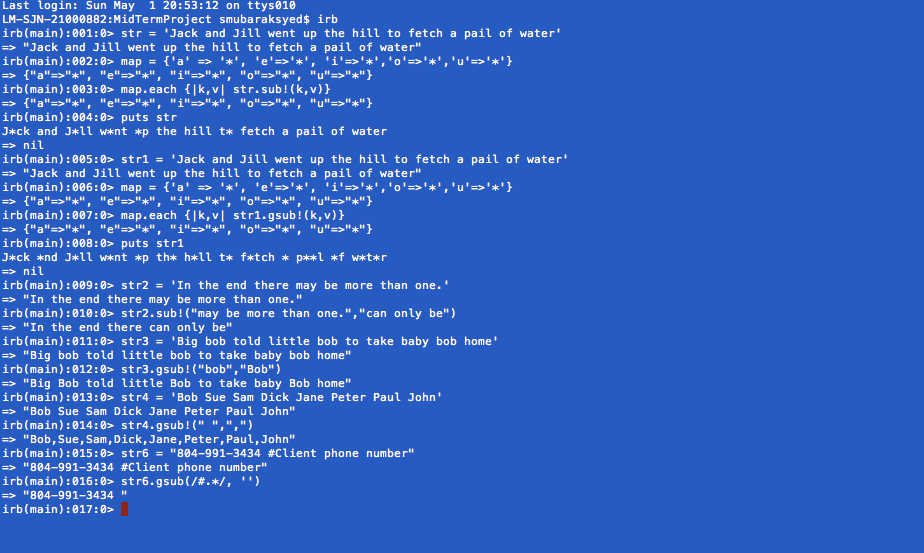 Last login: Sun May  1 20:53:12 on ttys010
LM-SJN-21000882:MidTermProject smubaraksyed$ irb
irb(main):001:0> str = 'Jack and Jill went up the hill to fetch a pail of water'
=> "Jack and Jill went up the hill to fetch a pail of water"
irb(main):002:0> map = {'a' => '*', 'e'=>'*', 'i'=>'*','o'=>'*','u'=>'*'}
=> {"a"=>"*", "e"=>"*", "i"=>"*", "o"=>"*", "u"=>"*"}
irb(main):003:0> map.each {|k,v| str.sub!(k,v)}
=> {"a"=>"*", "e"=>"*", "i"=>"*", "o"=>"*", "u"=>"*"}
irb(main):004:0> puts str
J*ck and J*ll w*nt *p the hill t* fetch a pail of water
=> nil
irb(main):005:0> str1 = 'Jack and Jill went up the hill to fetch a pail of water'
=> "Jack and Jill went up the hill to fetch a pail of water"
irb(main):006:0> map = {'a' => '*', 'e'=>'*', 'i'=>'*','o'=>'*','u'=>'*'}
=> {"a"=>"*", "e"=>"*", "i"=>"*", "o"=>"*", "u"=>"*"}
irb(main):007:0> map.each {|k,v| str1.gsub!(k,v)}
=> {"a"=>"*", "e"=>"*", "i"=>"*", "o"=>"*", "u"=>"*"}
irb(main):008:0> puts str1
J*ck *nd J*ll w*nt *p th* h*ll t* f*tch * p**l *f w*t*r
=> nil
irb(main):009:0> str2 = 'In the end there may be more than one.'
=> "In the end there may be more than one."
irb(main):010:0> str2.sub!("may be more than one.","can only be")
=> "In the end there can only be"
irb(main):011:0> str3 = 'Big bob told little bob to take baby bob home'
=> "Big bob told little bob to take baby bob home"
irb(main):012:0> str3.gsub!("bob","Bob")
=> "Big Bob told little Bob to take baby Bob home"
irb(main):013:0> str4 = 'Bob Sue Sam Dick Jane Peter Paul John'
=> "Bob Sue Sam Dick Jane Peter Paul John"
irb(main):014:0> str4.gsub!(" ",",")
=> "Bob,Sue,Sam,Dick,Jane,Peter,Paul,John"
irb(main):015:0> str6 = "804-991-3434 #Client phone number"
=> "804-991-3434 #Client phone number"
irb(main):016:0> str6.gsub(/#.*/, '')
=> "804-991-3434 "
irb(main):017:0>